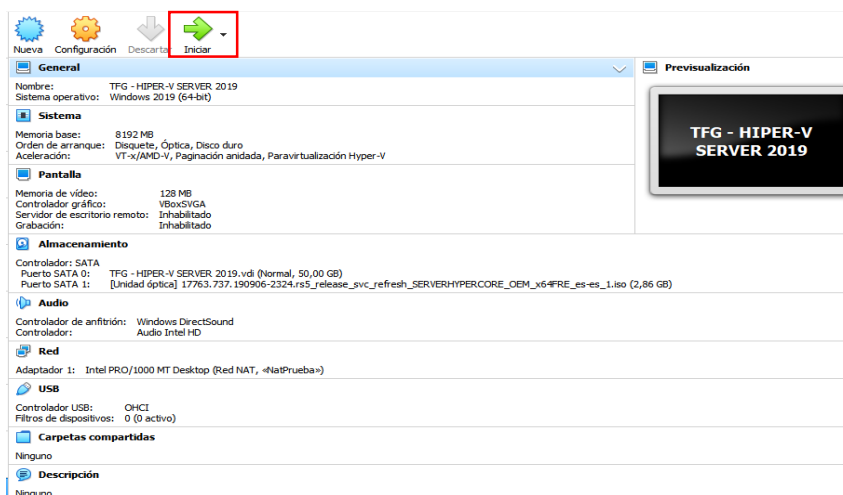 Nueva Configuración Descartar Iniciar
General
Nombre: TFG - HIPER-V SERVER 2019
Sistema operativo: Windows 2019 (64-bit)
Sistema
Memoria base: 8192 MB
Orden de arranque: Disquete, Óptica, Disco duro
Aceleración: VT-x/AMD-V, Paginación anidada, Paravirtualización Hyper-V
Pantalla
Memoria de vídeo: 128 MB
Controlador gráfico: VBoxSVGA
Servidor de escritorio remoto: Inhabilitado
Grabación: Inhabilitado
Previsualización
TFG - HIPER-V
SERVER 2019
Almacenamiento
Controlador: SATA
Puerto SATA 0: TFG - HIPER-V SERVER 2019.vdi (Normal, 50,00 GB)
Puerto SATA 1: [Unidad óptica] 17763.737.190906-2324.rs5_release_svc_refresh_SERVERHYPERCORE_OEM_x64FRE_es-es_1.iso (2,86 GB)
Audio
Controlador de anfitrión: Windows DirectSound
Controlador: Audio Intel HD
Red
Adaptador 1: Intel PRO/1000 MT Desktop (Red NAT, «NatPrueba»)
USB
Controlador USB: OHCI
Filtros de dispositivos: 0 (0 activo)
Carpetas compartidas
Ninguno
Descripción
Ninguno